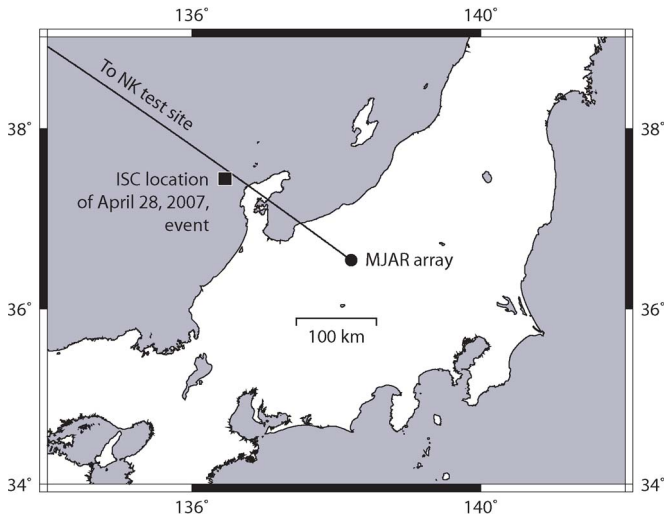 136° 140°
38° 38°
To NK test site
ISC location
of April 28, 2007,
event
MJAR array
36° 36°
100 km
34° 34°
136° 140°